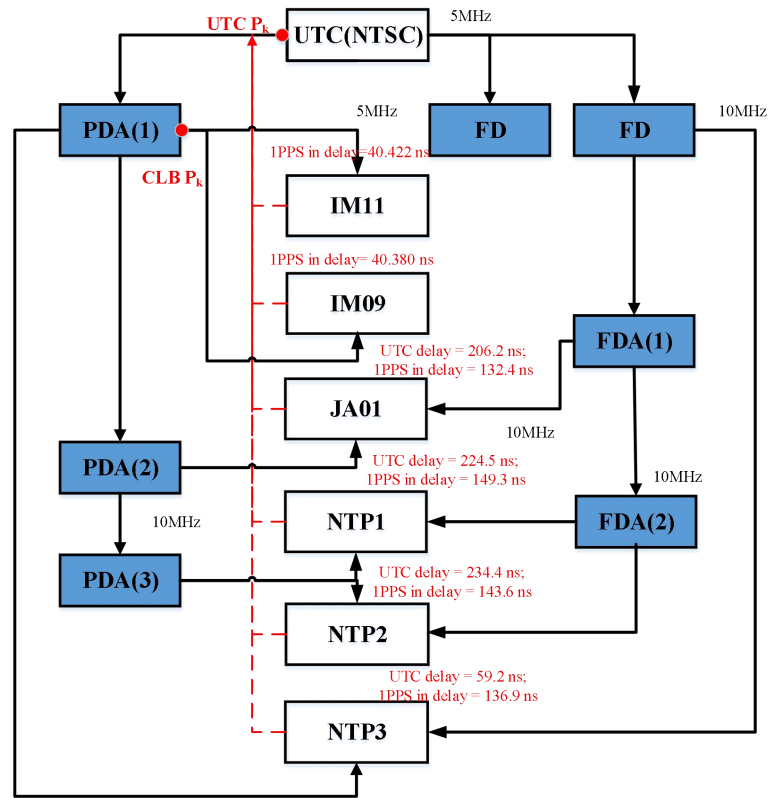 UTC Pk
UTC(NTSC)
5MHz
PDA(1)
5MHz
FD
FD
10MHz
1PPS in delay=40.422 ns
CLB Pk
IM11
1PPS in delay= 40.380 ns
IM09
FDA(1)
UTC delay = 206.2 ns;
1PPS in delay = 132.4 ns
JA01
10MHz
PDA(2)
UTC delay = 224.5 ns;
1PPS in delay = 149.3 ns
10MHz
10MHz
NTP1
FDA(2)
PDA(3)
UTC delay = 234.4 ns;
1PPS in delay = 143.6 ns
NTP2
UTC delay = 59.2 ns;
1PPS in delay = 136.9 ns
NTP3